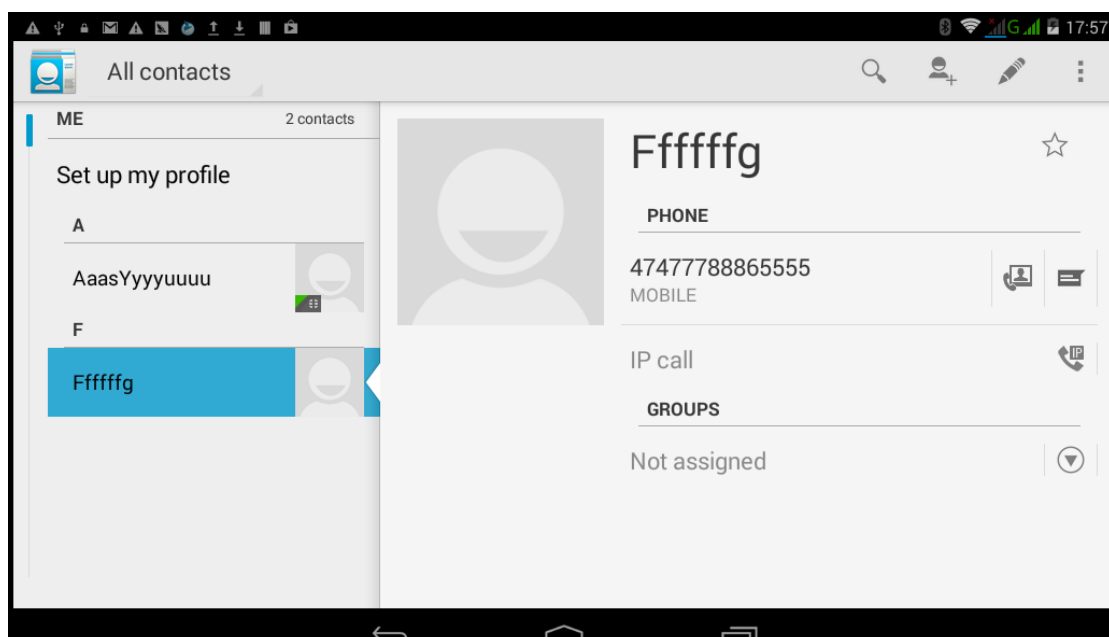 G 17:57
All contacts
ME 2 contacts
Set up my profile
A
AaasYyyyuuuu
F
Ffffffg
Ffffffg
PHONE
47477788865555
MOBILE
IP call
IP
GROUPS
Not assigned